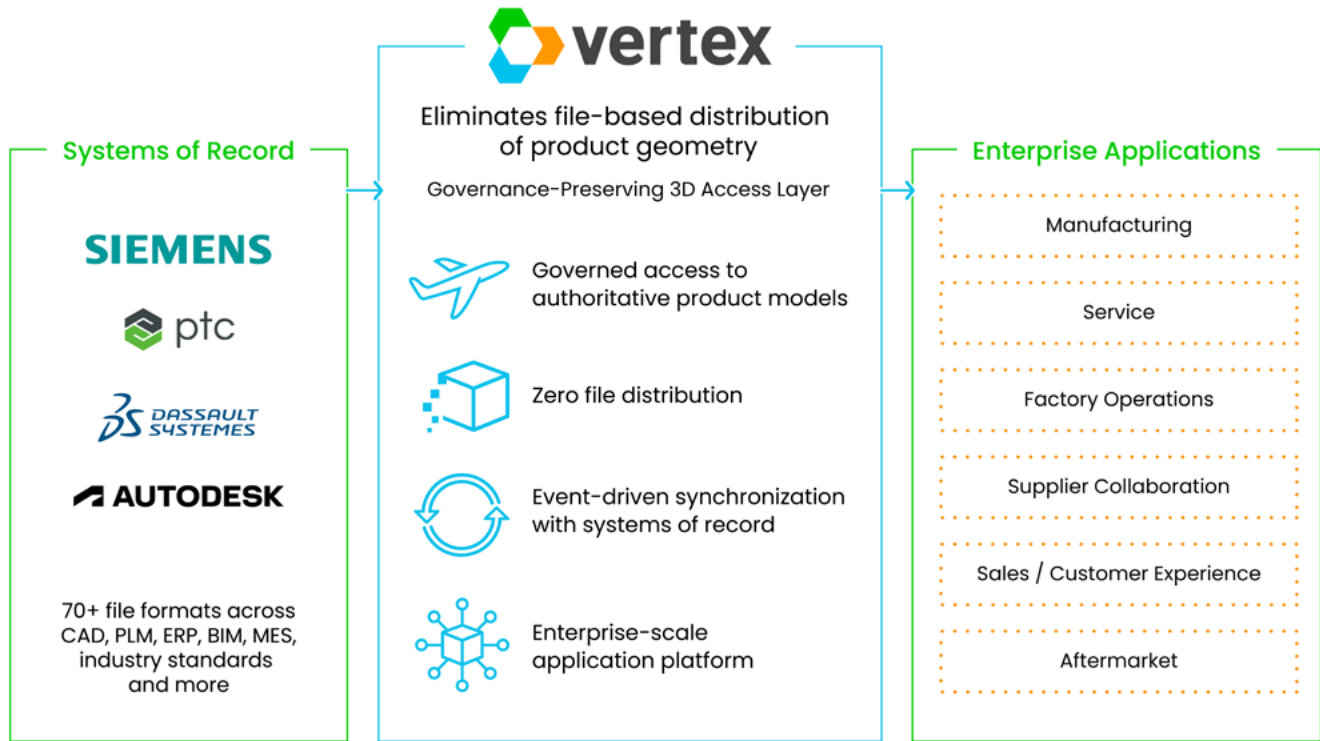 vertex
Eliminates file-based distribution
of product geometry
Governance-Preserving 3D Access Layer
Systems of Record
SIEMENS
ptc
DASSAULT
SYSTEMES
AUTODESK
70+ file formats across
CAD, PLM, ERP, BIM, MES,
industry standards
and more
Governed access to
authoritative product models
Zero file distribution
Event-driven synchronization
with systems of record
Enterprise-scale
application platform
Enterprise Applications
Manufacturing
Service
Factory Operations
Supplier Collaboration
Sales / Customer Experience
Aftermarket